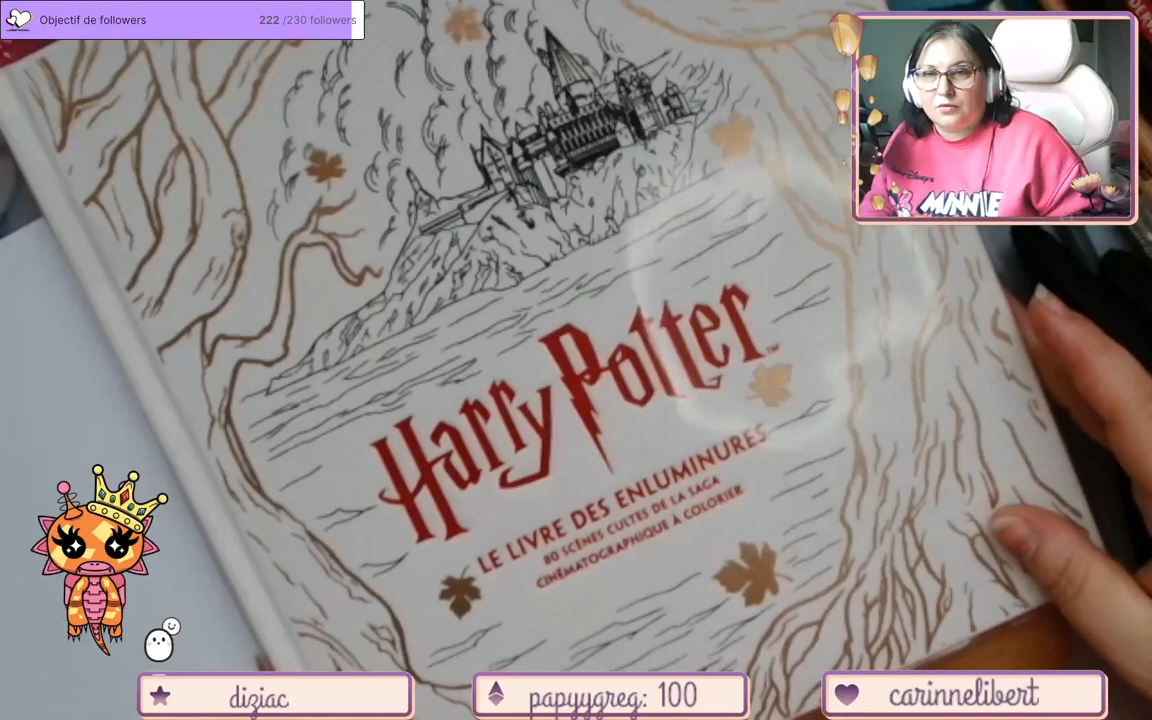 Objectif de followers 222 /230 followers
MINNIE
Harry Potter™
LE LIVRE DES ENLUMINURES
80 SCÈNES CULTES DE LA SAGA
CINÉMATOGRAPHIQUE À COLORIER
diziac
papyygreg: 100
carinnelibert